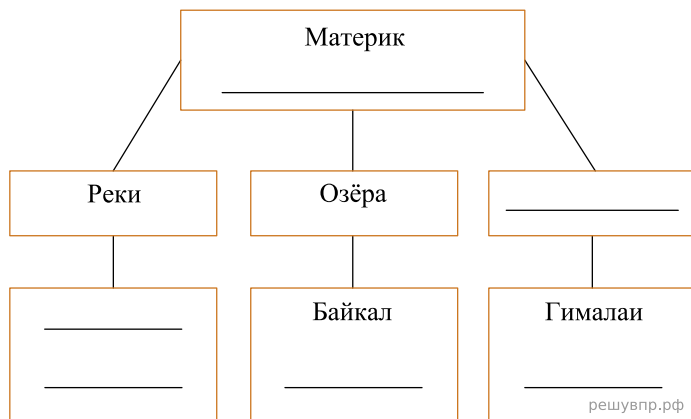 Материк
Реки
Озёра
Байкал
Гималаи
решувпр.рф